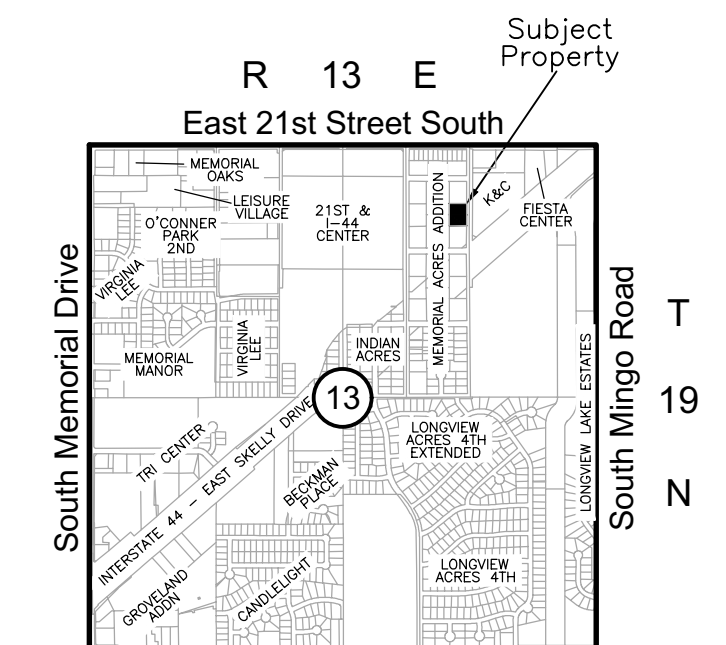 Subject
Property
R 13 E
East 21st Street South
MEMORIAL
OAKS
LEISURE
VILLAGE
O'CONNER
PARK
2ND
21ST &
I-44
CENTER
MEMORIAL ACRES ADDITION
K&C
FIESTA
CENTER
VIRGINIA
LEE
South Memorial Drive
MEMORIAL
MANOR
VIRGINIA
LEE
INDIAN
ACRES
LONGVIEW LAKE ESTATES
South Mingo Road
T
19
N
13
TRI CENTER
INTERSTATE 44 - EAST SKELLY DRIVE
LONGVIEW
ACRES 4TH
EXTENDED
BECKMAN
PLACE
GROVELAND
ADDN
CANDLELIGHT
LONGVIEW
ACRES 4TH